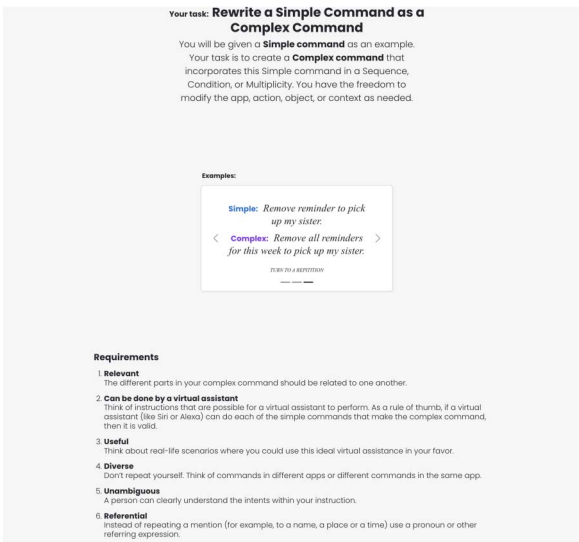 Your task: Rewrite a Simple Command as a
Complex Command
You will be given a Simple command as an example.
Your task is to create a Complex command that
incorporates this Simple command in a Sequence,
Condition, or Multiplicity. You have the freedom to
modify the app, action, object, or context as needed.
Examples:
Simple: Remove reminder to pick
up my sister.
Complex: Remove all reminders
for this week to pick up my sister.
TURN TO A REPITITION
Requirements
1. Relevant
The different parts in your complex command should be related to one another.
2. Can be done by a virtual assistant
Think of instructions that are possible for a virtual assistant to perform. As a rule of thumb, if a virtual
assistant (like Siri or Alexa) can do each of the simple commands that make the complex command,
then it is valid.
3. Useful
Think about real-life scenarios where you could use this ideal virtual assistance in your favor.
4. Diverse
Don't repeat yourself. Think of commands in different apps or different commands in the same app.
5. Unambiguous
A person can clearly understand the intents within your instruction.
6. Referential
Instead of repeating a mention (for example, to a name, a place or a time) use a pronoun or other
referring expression.